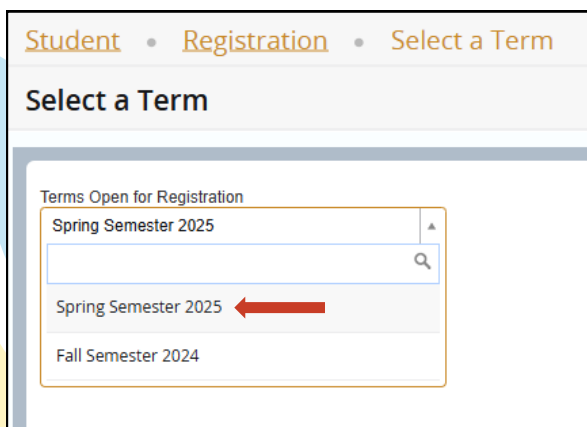 Student • Registration • Select a Term
Select a Term
Terms Open for Registration
Spring Semester 2025
Spring Semester 2025
Fall Semester 2024